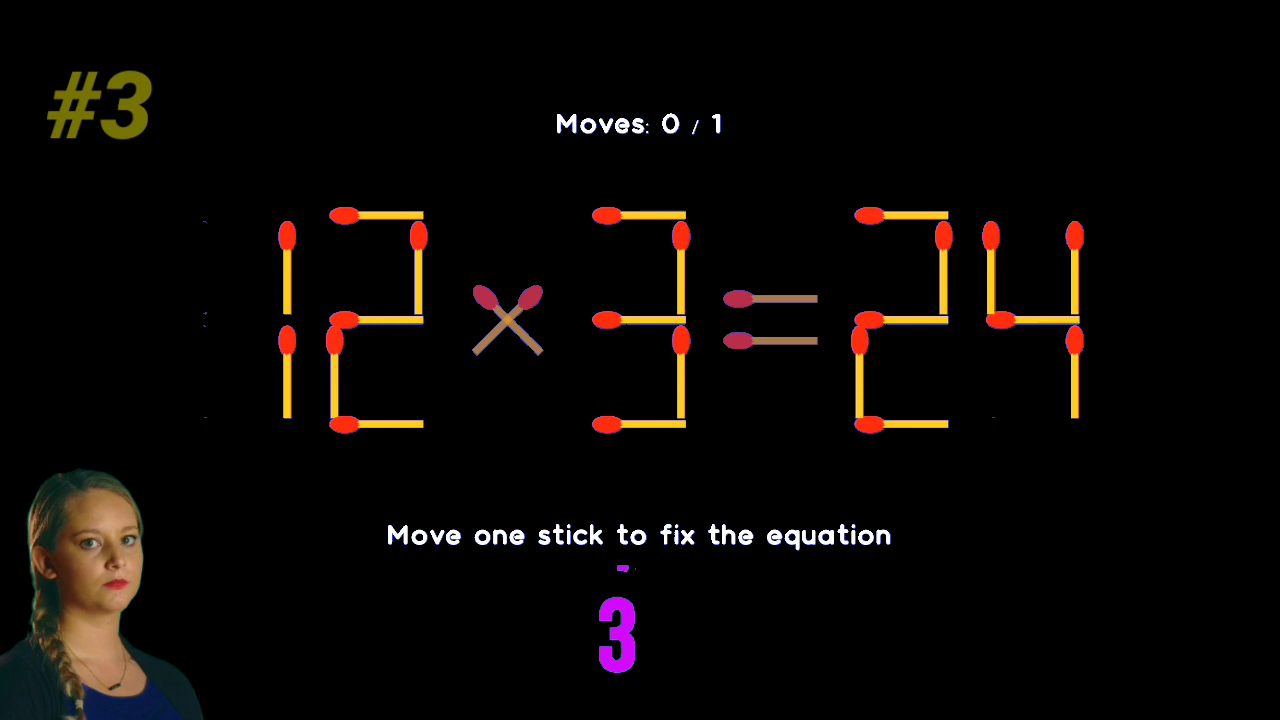 #3
Moves: 0 / 1
12 × 3 = 24
Move one stick to fix the equation
3